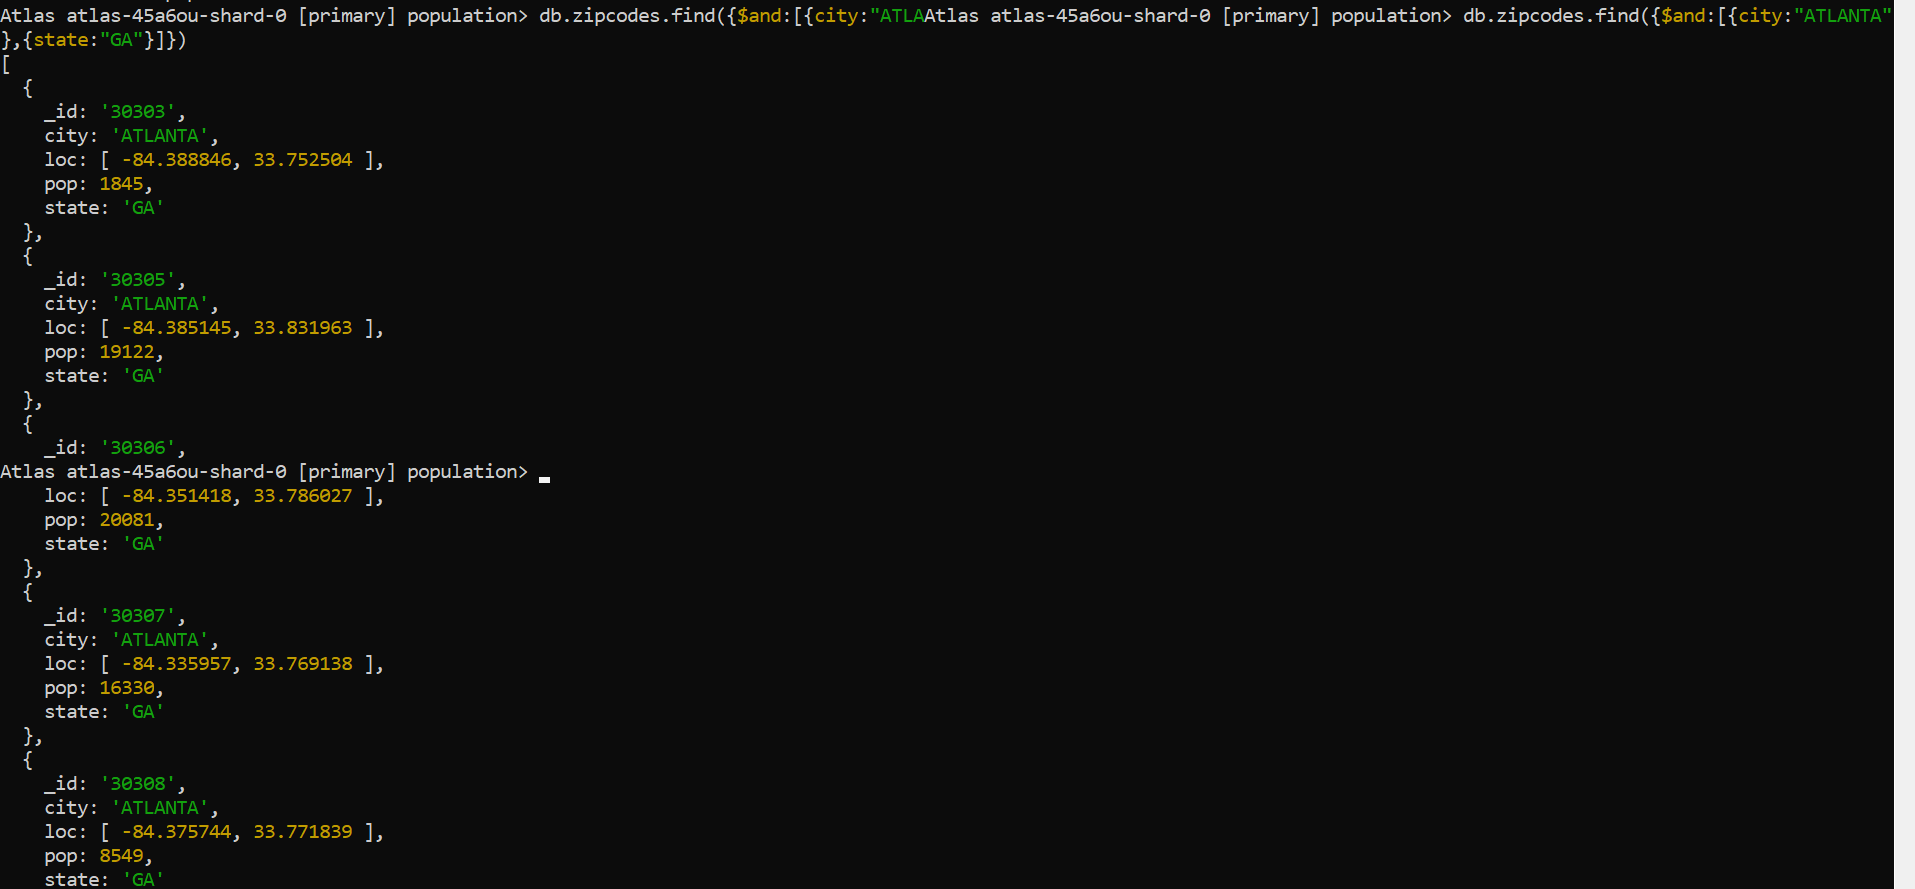 Atlas atlas-45a6ou-shard-0 [primary] population> db.zipcodes.find({$and:[{city:"ATLAAtlas atlas-45a6ou-shard-0 [primary] population> db.zipcodes.find({$and:[{city:"ATLANTA"
},{state:"GA"}]})
[
  {
    _id: '30303',
    city: 'ATLANTA',
    loc: [ -84.388846, 33.752504 ],
    pop: 1845,
    state: 'GA'
  },
  {
    _id: '30305',
    city: 'ATLANTA',
    loc: [ -84.385145, 33.831963 ],
    pop: 19122,
    state: 'GA'
  },
  {
    _id: '30306',
Atlas atlas-45a6ou-shard-0 [primary] population>
    loc: [ -84.351418, 33.786027 ],
    pop: 20081,
    state: 'GA'
  },
  {
    _id: '30307',
    city: 'ATLANTA',
    loc: [ -84.335957, 33.769138 ],
    pop: 16330,
    state: 'GA'
  },
  {
    _id: '30308',
    city: 'ATLANTA',
    loc: [ -84.375744, 33.771839 ],
    pop: 8549,
    state: 'GA'